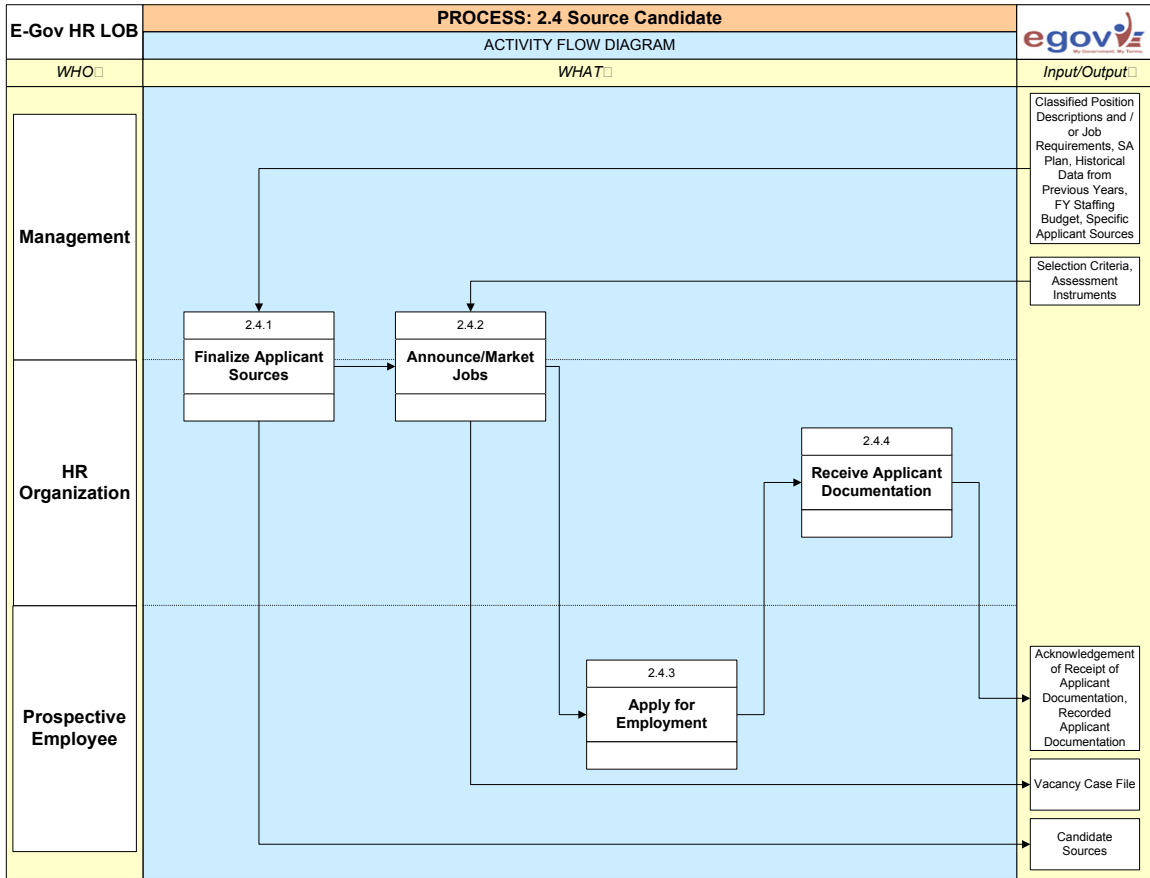 E-Gov HR LOB
PROCESS: 2.4 Source Candidate
ACTIVITY FLOW DIAGRAM
egov
My Government. My Terms.
WHO□
WHAT□
Input/Output□
Management
HR
Organization
Prospective
Employee
2.4.1
Finalize Applicant
Sources
2.4.2
Announce/Market
Jobs
2.4.3
Apply for
Employment
2.4.4
Receive Applicant
Documentation
Classified Position
Descriptions and /
or Job
Requirements, SA
Plan, Historical
Data from
Previous Years,
FY Staffing
Budget, Specific
Applicant Sources
Selection Criteria,
Assessment
Instruments
Acknowledgement
of Receipt of
Applicant
Documentation,
Recorded
Applicant
Documentation
Vacancy Case File
Candidate
Sources